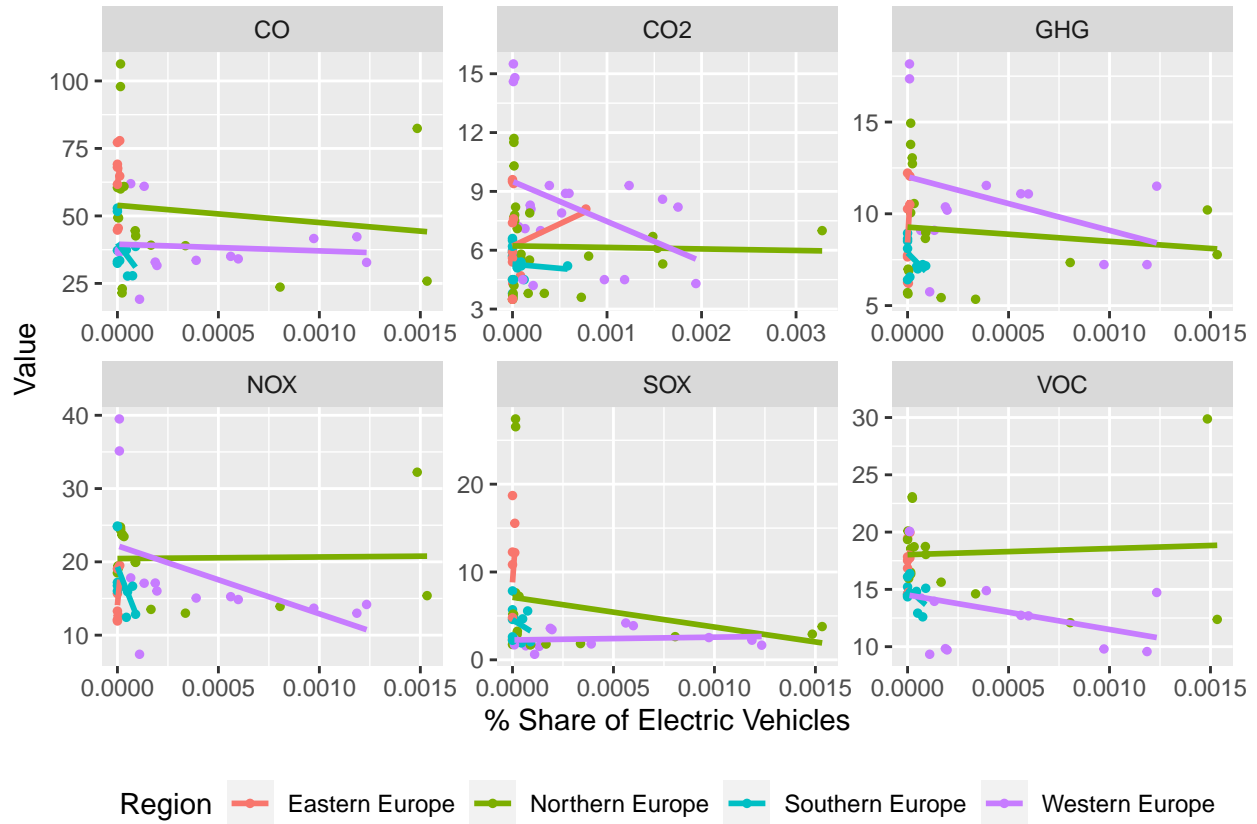 CO CO2 GHG
100 75 50 25
15 12 9 6 3
15 10 5
0.0000 0.0005 0.0010 0.0015 0.000 0.001 0.002 0.003 0.0000 0.0005 0.0010 0.0015
Value
NOX SOX VOC
40 30 20 10
20 10 0
30 25 20 15 10
0.0000 0.0005 0.0010 0.0015 0.0000 0.0005 0.0010 0.0015 0.0000 0.0005 0.0010 0.0015
% Share of Electric Vehicles
Region Eastern Europe Northern Europe Southern Europe Western Europe